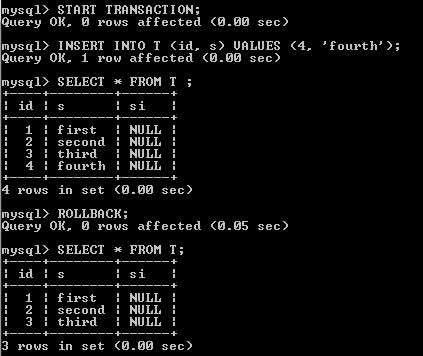 mysql> START TRANSACTION;
Query OK, 0 rows affected (0.00 sec)
mysql> INSERT INTO T (id, s) VALUES (4, 'fourth');
Query OK, 1 row affected (0.00 sec)
mysql> SELECT * FROM T ;
+----+--------+------+
| id | s      | si   |
+----+--------+------+
|  1 | first  | NULL |
|  2 | second | NULL |
|  3 | third  | NULL |
|  4 | fourth | NULL |
+----+--------+------+
4 rows in set (0.00 sec)
mysql> ROLLBACK;
Query OK, 0 rows affected (0.05 sec)
mysql> SELECT * FROM T;
+----+--------+------+
| id | s      | si   |
+----+--------+------+
|  1 | first  | NULL |
|  2 | second | NULL |
|  3 | third  | NULL |
+----+--------+------+
3 rows in set (0.00 sec)